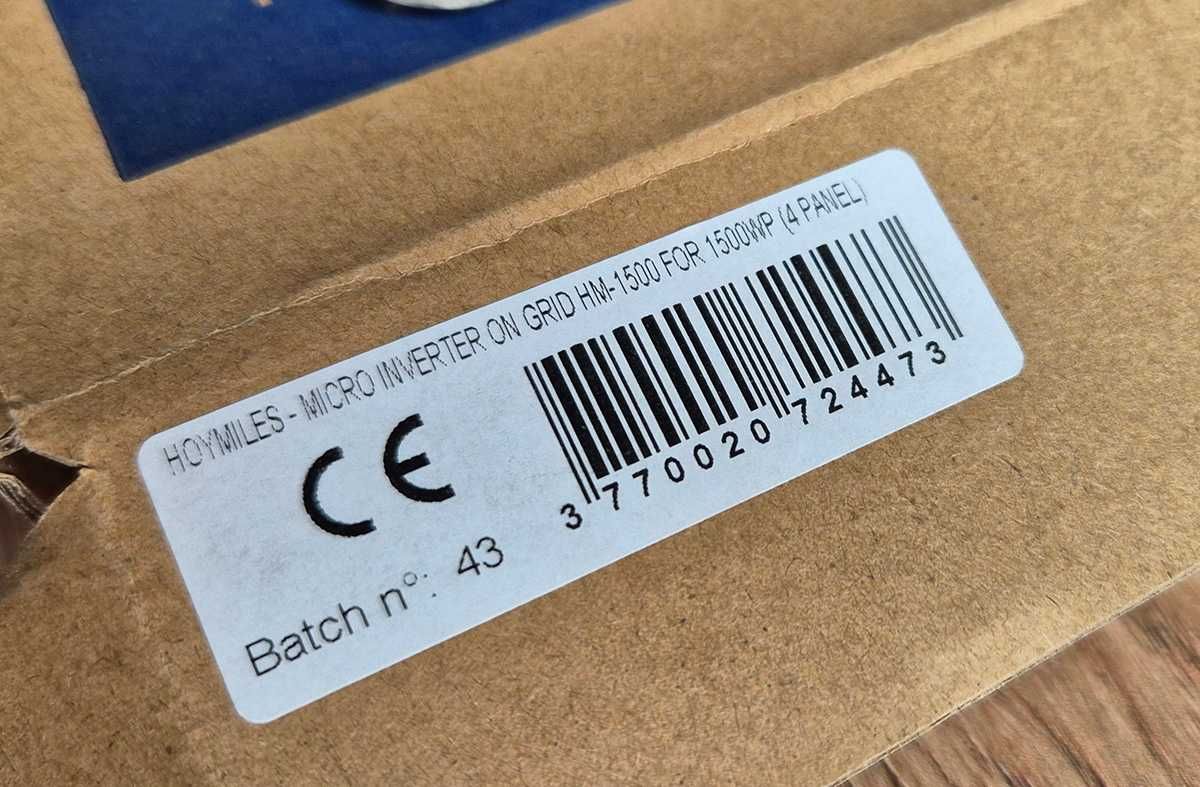 HOYMILES - MICRO INVERTER ON GRID HM-1500 FOR 1500WP (4 PANEL)
CE
3 770020 724473
Batch n°: 43